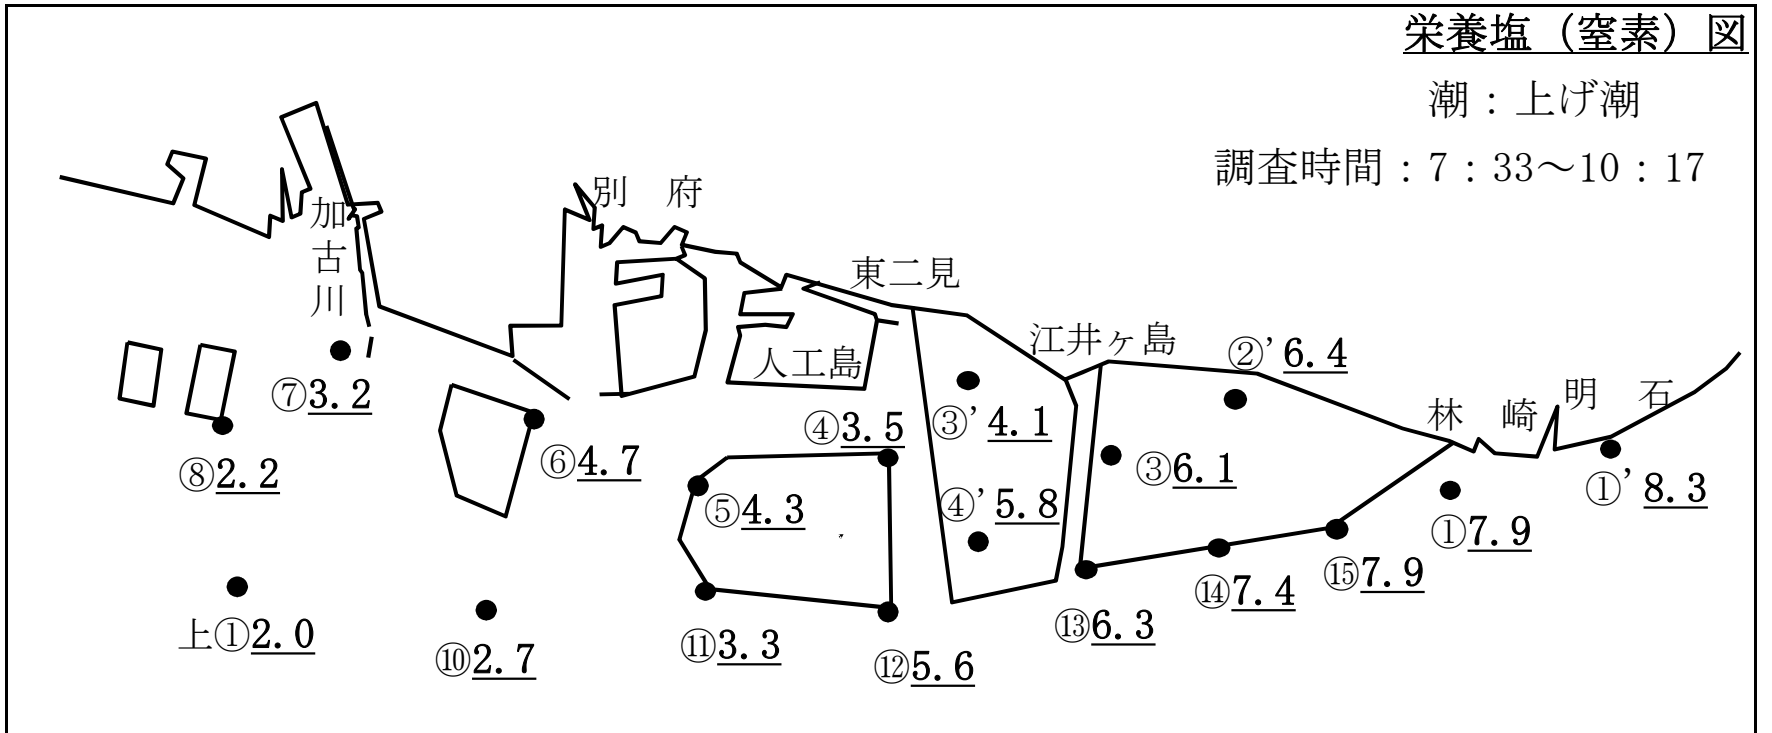 栄養塩（窒素）図
潮：上げ潮
調査時間：7：33～10：17
加古川
別 府
東二見
人工島
江井ヶ島
林 崎
明 石
②’6.4
⑦3.2
④3.5
③’4.1
⑧2.2
⑥4.7
③6.1
①’8.3
⑤4.3
④’5.8
①7.9
⑮7.9
⑭7.4
上①2.0
⑩2.7
⑪3.3
⑫5.6
⑬6.3